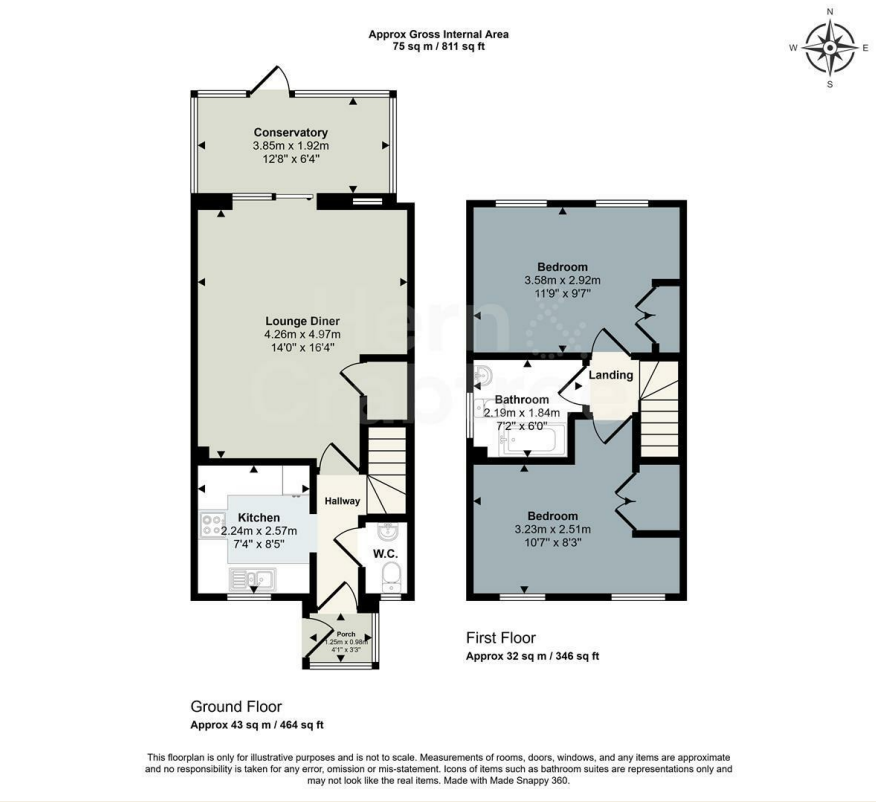 Approx Gross Internal Area
75 sq m / 811 sq ft
N
W
E
S
Conservatory
3.85m x 1.92m
12'8" x 6'4"
Lounge Diner
4.26m x 4.97m
14'0" x 16'4"
Kitchen
2.24m x 2.57m
7'4" x 8'5"
Hallway
W.C.
Porch
1.25m x 0.98m
4'1" x 3'3"
Ground Floor
Approx 43 sq m / 464 sq ft
Bedroom
3.58m x 2.92m
11'9" x 9'7"
Landing
Bathroom
2.19m x 1.84m
7'2" x 6'0"
Bedroom
3.23m x 2.51m
10'7" x 8'3"
First Floor
Approx 32 sq m / 346 sq ft
Hern &
Crabtree
This floorplan is only for illustrative purposes and is not to scale. Measurements of rooms, doors, windows, and any items are approximate
and no responsibility is taken for any error, omission or mis-statement. Icons of items such as bathroom suites are representations only and
may not look like the real items. Made with Made Snappy 360.